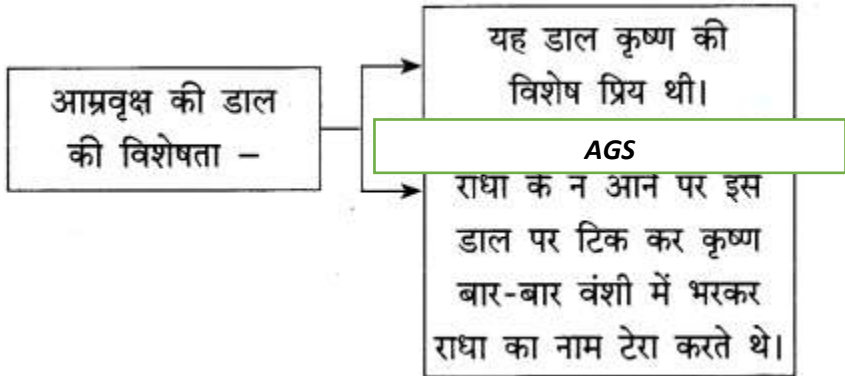 आम्रवृक्ष की डाल
की विशेषता –
यह डाल कृष्ण की
विशेष प्रिय थी।
AGS
राधा के न आने पर इस
डाल पर टिक कर कृष्ण
बार-बार वंशी में भरकर
राधा का नाम टेरा करते थे।